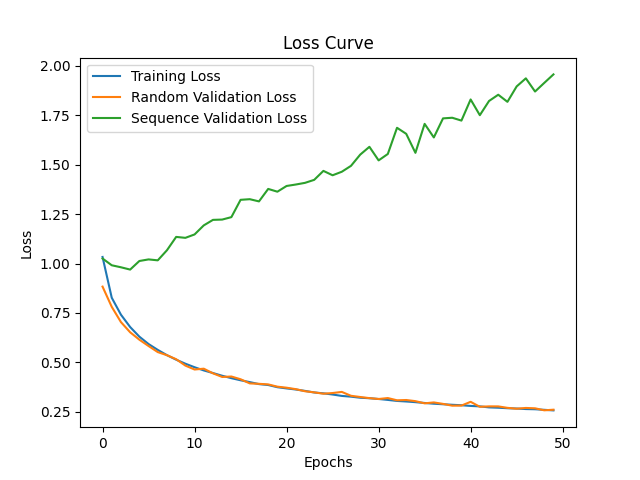 Loss Curve
Training Loss
Random Validation Loss
Sequence Validation Loss
2.00
1.75
1.50
1.25
1.00
0.75
0.50
0.25
Loss
0 10 20 30 40 50
Epochs